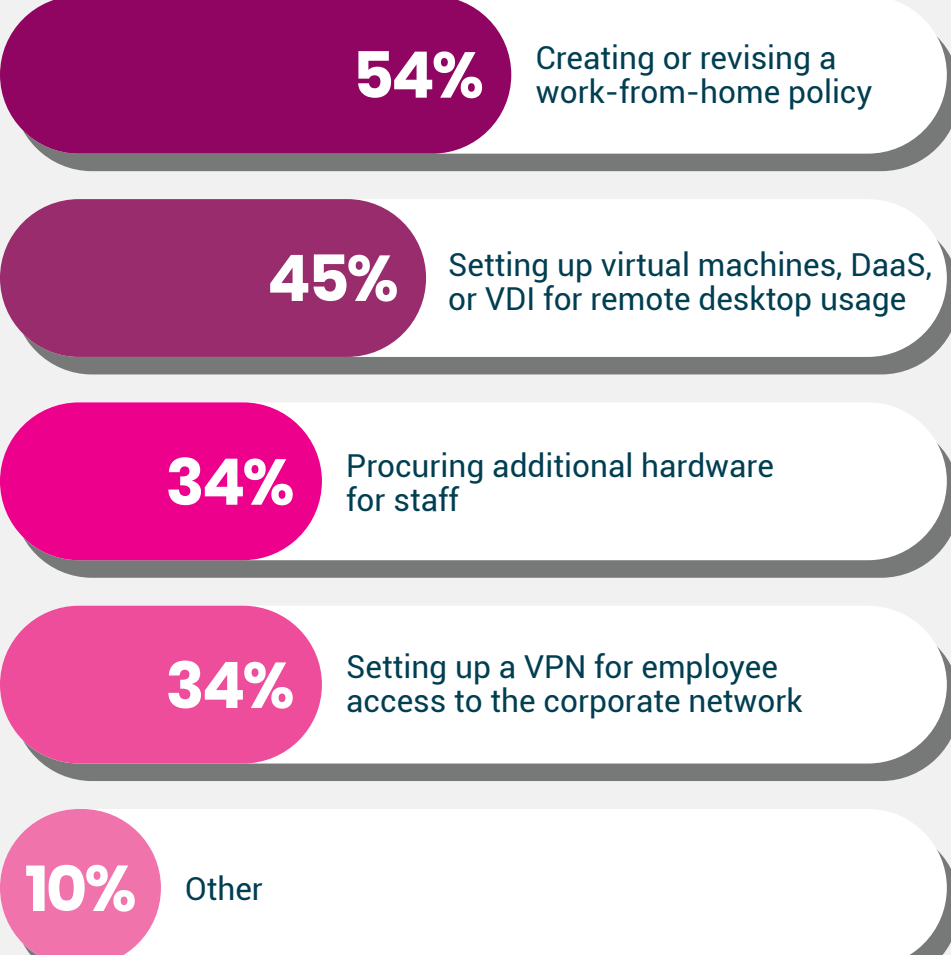 54%
Creating or revising a
work-from-home policy
45%
Setting up virtual machines, DaaS,
or VDI for remote desktop usage
34%
Procuring additional hardware
for staff
34%
Setting up a VPN for employee
access to the corporate network
10%
Other